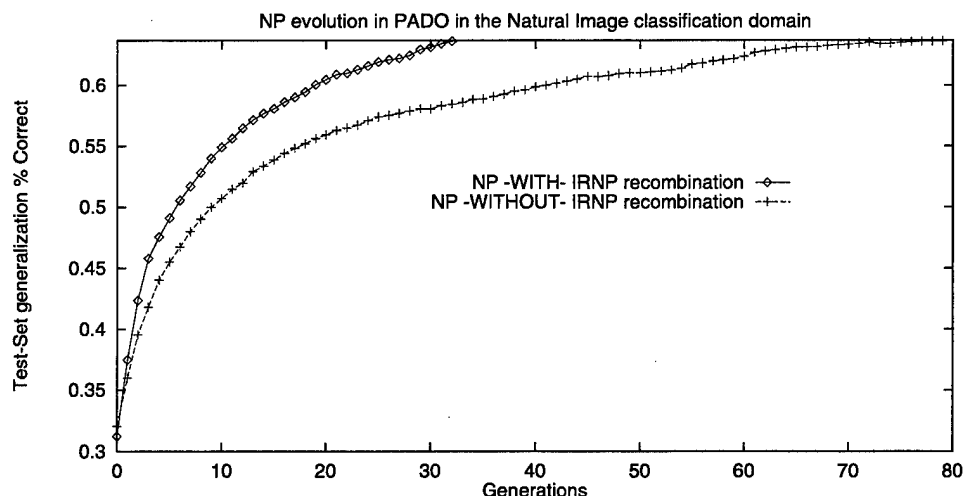 NP evolution in PADO in the Natural Image classification domain
Test-Set generalization % Correct
0.6
0.55
0.5
0.45
0.4
0.35
0.3
NP -WITH- IRNP recombination
NP -WITHOUT- IRNP recombination
0 10 20 30 40 50 60 70 80
Generations